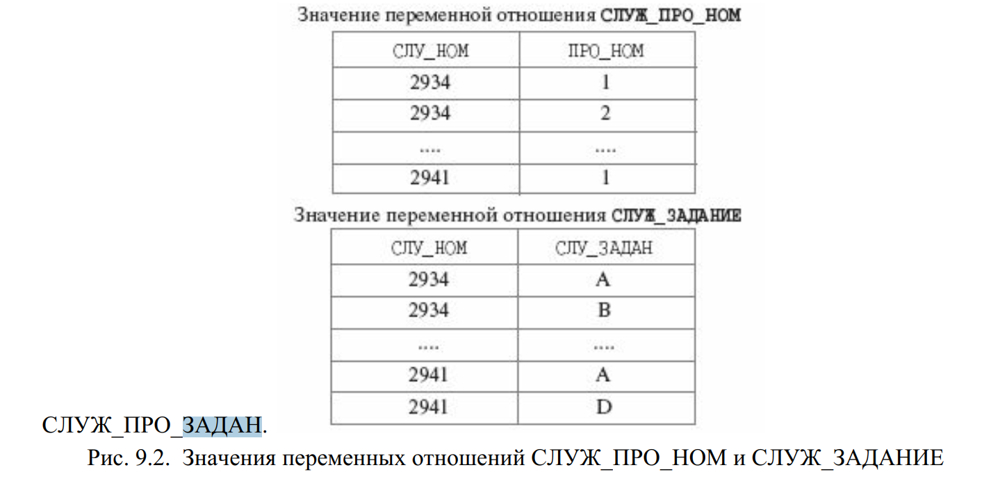 Значение переменной отношения СЛУЖ_ПРО_НОМ
СЛУ_НОМ ПРО_НОМ
2934 1
2934 2
.... ....
2941 1
Значение переменной отношения СЛУЖ_ЗАДАНИЕ
СЛУ_НОМ СЛУ_ЗАДАН
2934 A
2934 B
.... ....
2941 A
2941 D
СЛУЖ_ПРО_ЗАДАН.
Рис. 9.2. Значения переменных отношений СЛУЖ_ПРО_НОМ и СЛУЖ_ЗАДАНИЕ